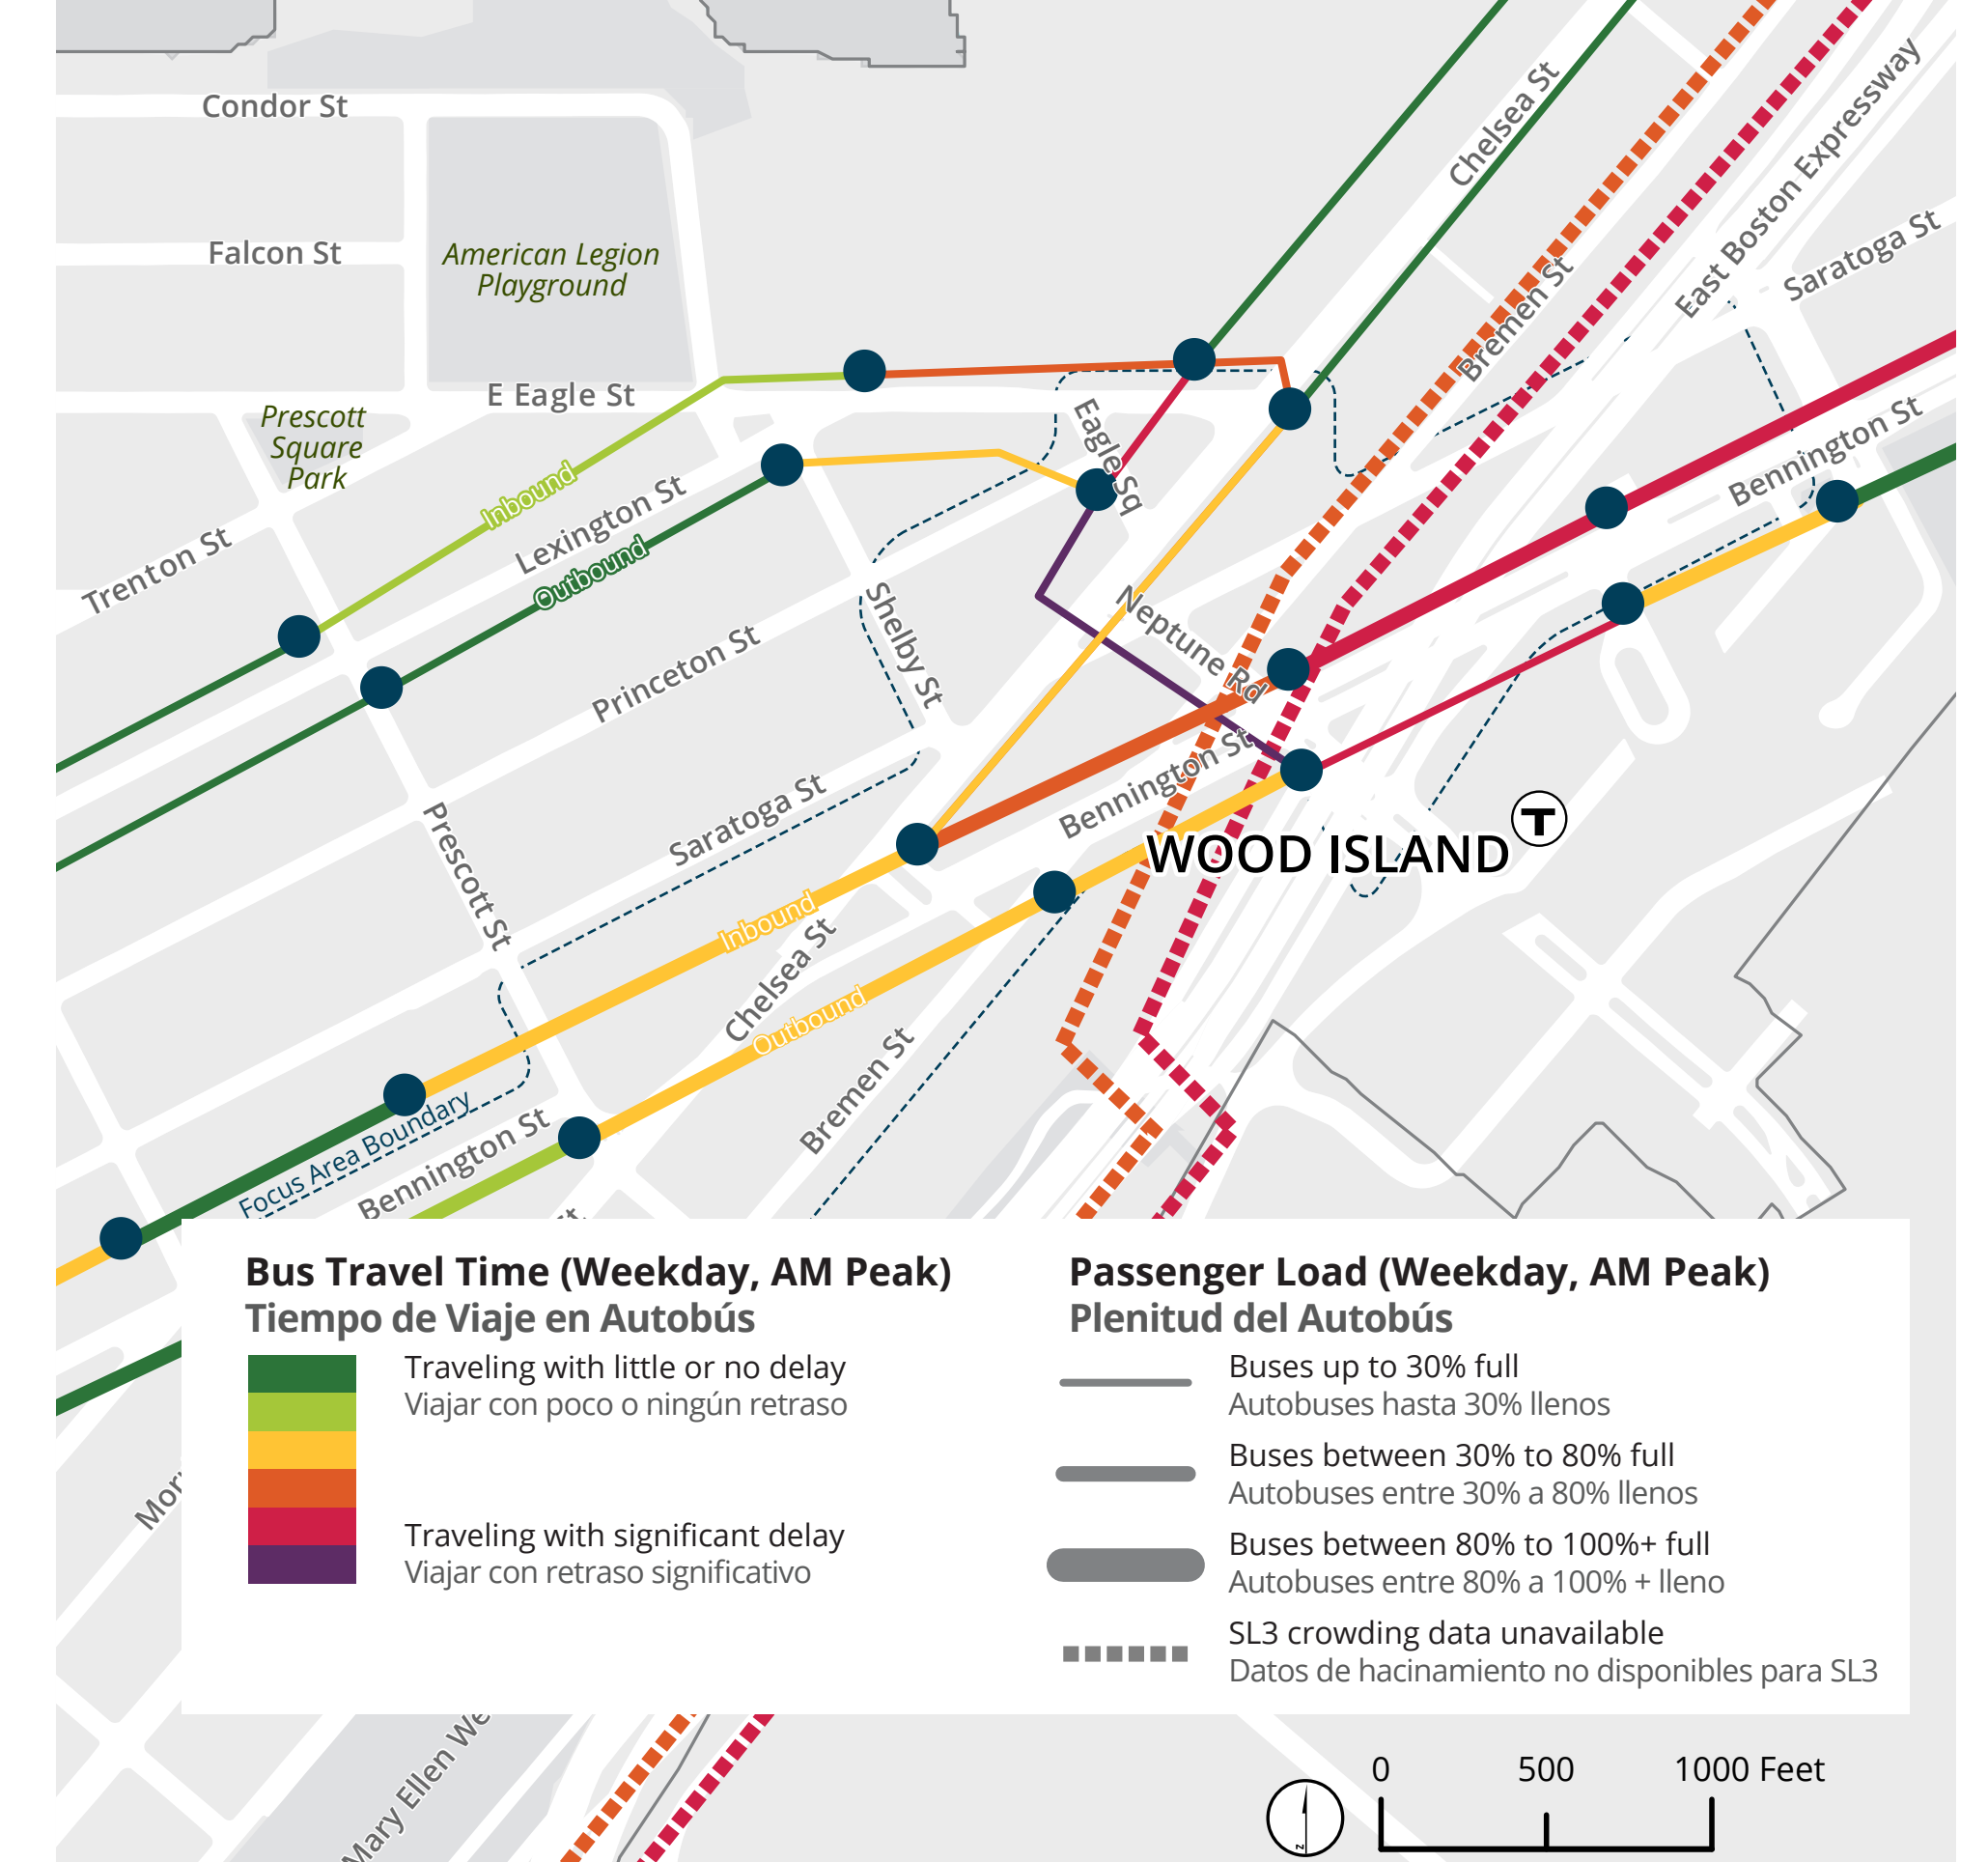 Condor St
Chelsea St
East Boston Expressway
Falcon St
American Legion
Playground
Saratoga St
Bremen St
E Eagle St
Prescott
Square
Park
Eagle Sq
Bennington St
Inbound
Lexington St
Trenton St
Outbound
Shelby St
Neptune Rd
Princeton St
Bennington St
Saratoga St
Prescott St
T
WOOD ISLAND
Inbound
Chelsea St
Outbound
Bremen St
Focus Area Boundary
Bennington St
St
Bus Travel Time (Weekday, AM Peak)
Tiempo de Viaje en Autobús
Traveling with little or no delay
Viajar con poco o ningún retraso
Traveling with significant delay
Viajar con retraso significativo
Passenger Load (Weekday, AM Peak)
Plenitud del Autobús
Buses up to 30% full
Autobuses hasta 30% llenos
Buses between 30% to 80% full
Autobuses entre 30% a 80% llenos
Buses between 80% to 100%+ full
Autobuses entre 80% a 100% + lleno
SL3 crowding data unavailable
Datos de hacinamiento no disponibles para SL3
Mary Ellen We
0 500 1000 Feet
z